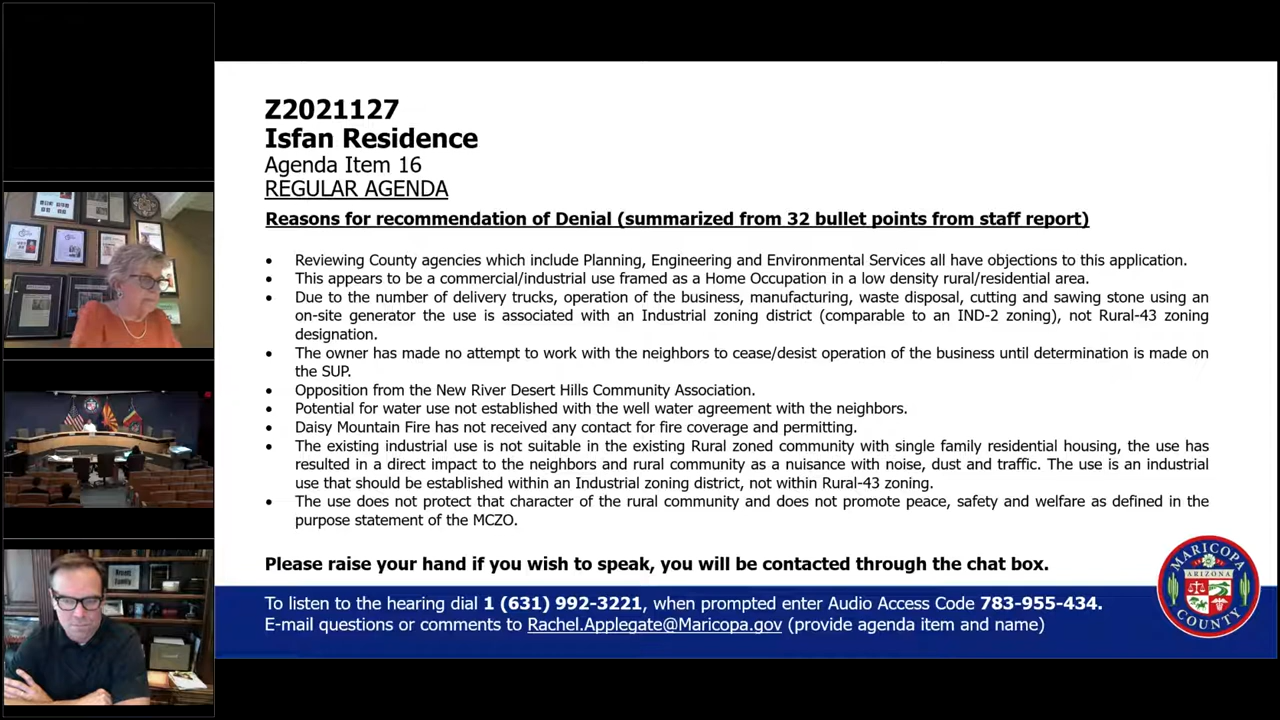 Z2021127
Isfan Residence
Agenda Item 16
REGULAR AGENDA
Reasons for recommendation of Denial (summarized from 32 bullet points from staff report)
• Reviewing County agencies which include Planning, Engineering and Environmental Services all have objections to this application.
• This appears to be a commercial/industrial use framed as a Home Occupation in a low density rural/residential area.
• Due to the number of delivery trucks, operation of the business, manufacturing, waste disposal, cutting and sawing stone using an
on-site generator the use is associated with an Industrial zoning district (comparable to an IND-2 zoning), not Rural-43 zoning
designation.
• The owner has made no attempt to work with the neighbors to cease/desist operation of the business until determination is made on
the SUP.
• Opposition from the New River Desert Hills Community Association.
• Potential for water use not established with the well water agreement with the neighbors.
• Daisy Mountain Fire has not received any contact for fire coverage and permitting.
• The existing industrial use is not suitable in the existing Rural zoned community with single family residential housing, the use has
resulted in a direct impact to the neighbors and rural community as a nuisance with noise, dust and traffic. The use is an industrial
use that should be established within an Industrial zoning district, not within Rural-43 zoning.
• The use does not protect that character of the rural community and does not promote peace, safety and welfare as defined in the
purpose statement of the MCZO.
Please raise your hand if you wish to speak, you will be contacted through the chat box.
To listen to the hearing dial 1 (631) 992-3221, when prompted enter Audio Access Code 783-955-434.
E-mail questions or comments to Rachel.Applegate@Maricopa.gov (provide agenda item and name)
MARICOPA
ARIZONA
COUNTY